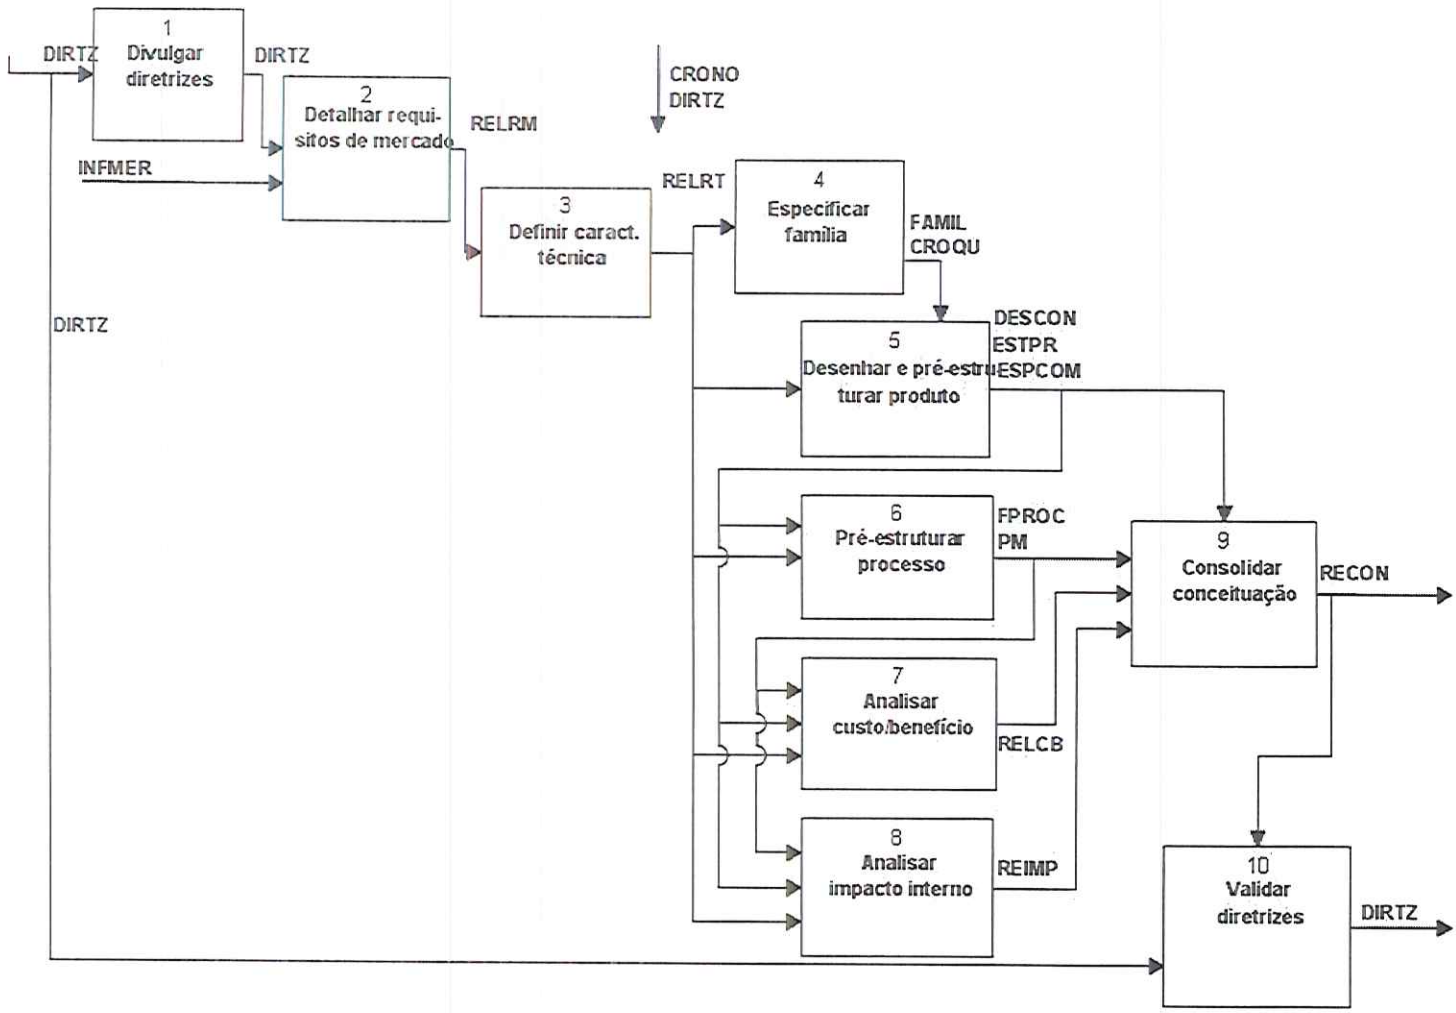 DIRTZ
1
Divulgar
diretrizes
DIRTZ
2
Detalhar requi-
sitos de mercado
INFMER
RELRM
CRONO
DIRTZ
3
Definir caract.
técnica
RELRT
4
Especificar
família
FAMIL
CROQU
DIRTZ
5
Desenhar e pré-estru
turar produto
DESCON
ESTPR
ESPCOM
6
Pré-estruturar
processo
FPROC
PM
7
Analisar
custo/benefício
RELCB
8
Analisar
impacto interno
REIMP
9
Consolidar
conceituação
RECON
10
Validar
diretrizes
DIRTZ